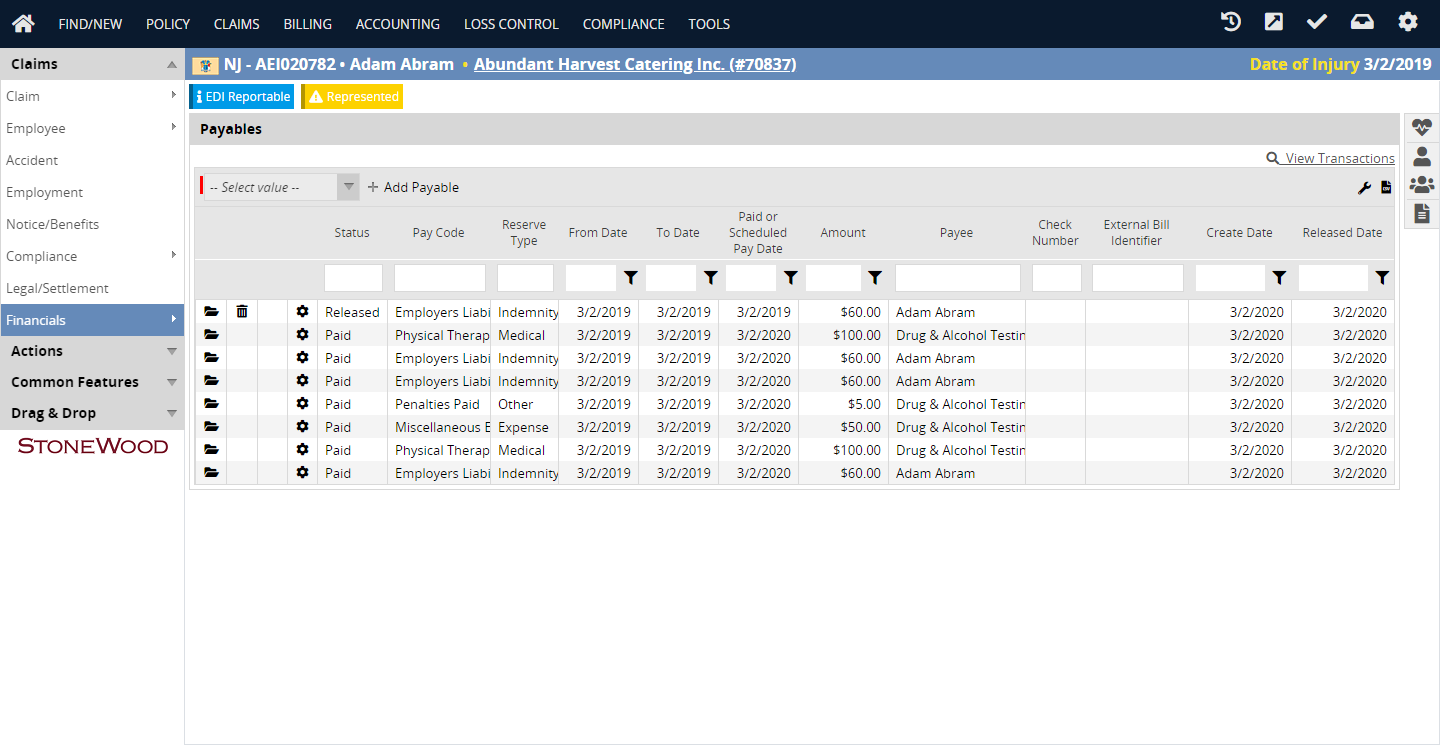 FIND/NEW POLICY CLAIMS BILLING ACCOUNTING LOSS CONTROL COMPLIANCE TOOLS
Claims
NJ - AEI020782 • Adam Abram • Abundant Harvest Catering Inc. (#70837)
Date of Injury 3/2/2019
Claim
Employee
Accident
Employment
Notice/Benefits
Compliance
Legal/Settlement
Financials
Actions
Common Features
Drag & Drop
STONEWOOD
EDI Reportable
Represented
Payables
View Transactions
-- Select value --
Add Payable
Status Pay Code Reserve Type From Date To Date Paid or Scheduled Pay Date Amount Payee Check Number External Bill Identifier Create Date Released Date
Released Employers Liabi Indemnity 3/2/2019 3/2/2019 3/2/2019 $60.00 Adam Abram 3/2/2020 3/2/2020
Paid Physical Therap Medical 3/2/2019 3/2/2019 3/2/2020 $100.00 Drug & Alcohol Testin 3/2/2020 3/2/2020
Paid Employers Liabi Indemnity 3/2/2019 3/2/2019 3/2/2020 $60.00 Adam Abram 3/2/2020 3/2/2020
Paid Employers Liabi Indemnity 3/2/2019 3/2/2019 3/2/2020 $60.00 Adam Abram 3/2/2020 3/2/2020
Paid Penalties Paid Other 3/2/2019 3/2/2019 3/2/2020 $5.00 Drug & Alcohol Testin 3/2/2020 3/2/2020
Paid Miscellaneous E Expense 3/2/2019 3/2/2019 3/2/2020 $50.00 Drug & Alcohol Testin 3/2/2020 3/2/2020
Paid Physical Therap Medical 3/2/2019 3/2/2019 3/2/2020 $100.00 Drug & Alcohol Testin 3/2/2020 3/2/2020
Paid Employers Liabi Indemnity 3/2/2019 3/2/2019 3/2/2020 $60.00 Adam Abram 3/2/2020 3/2/2020